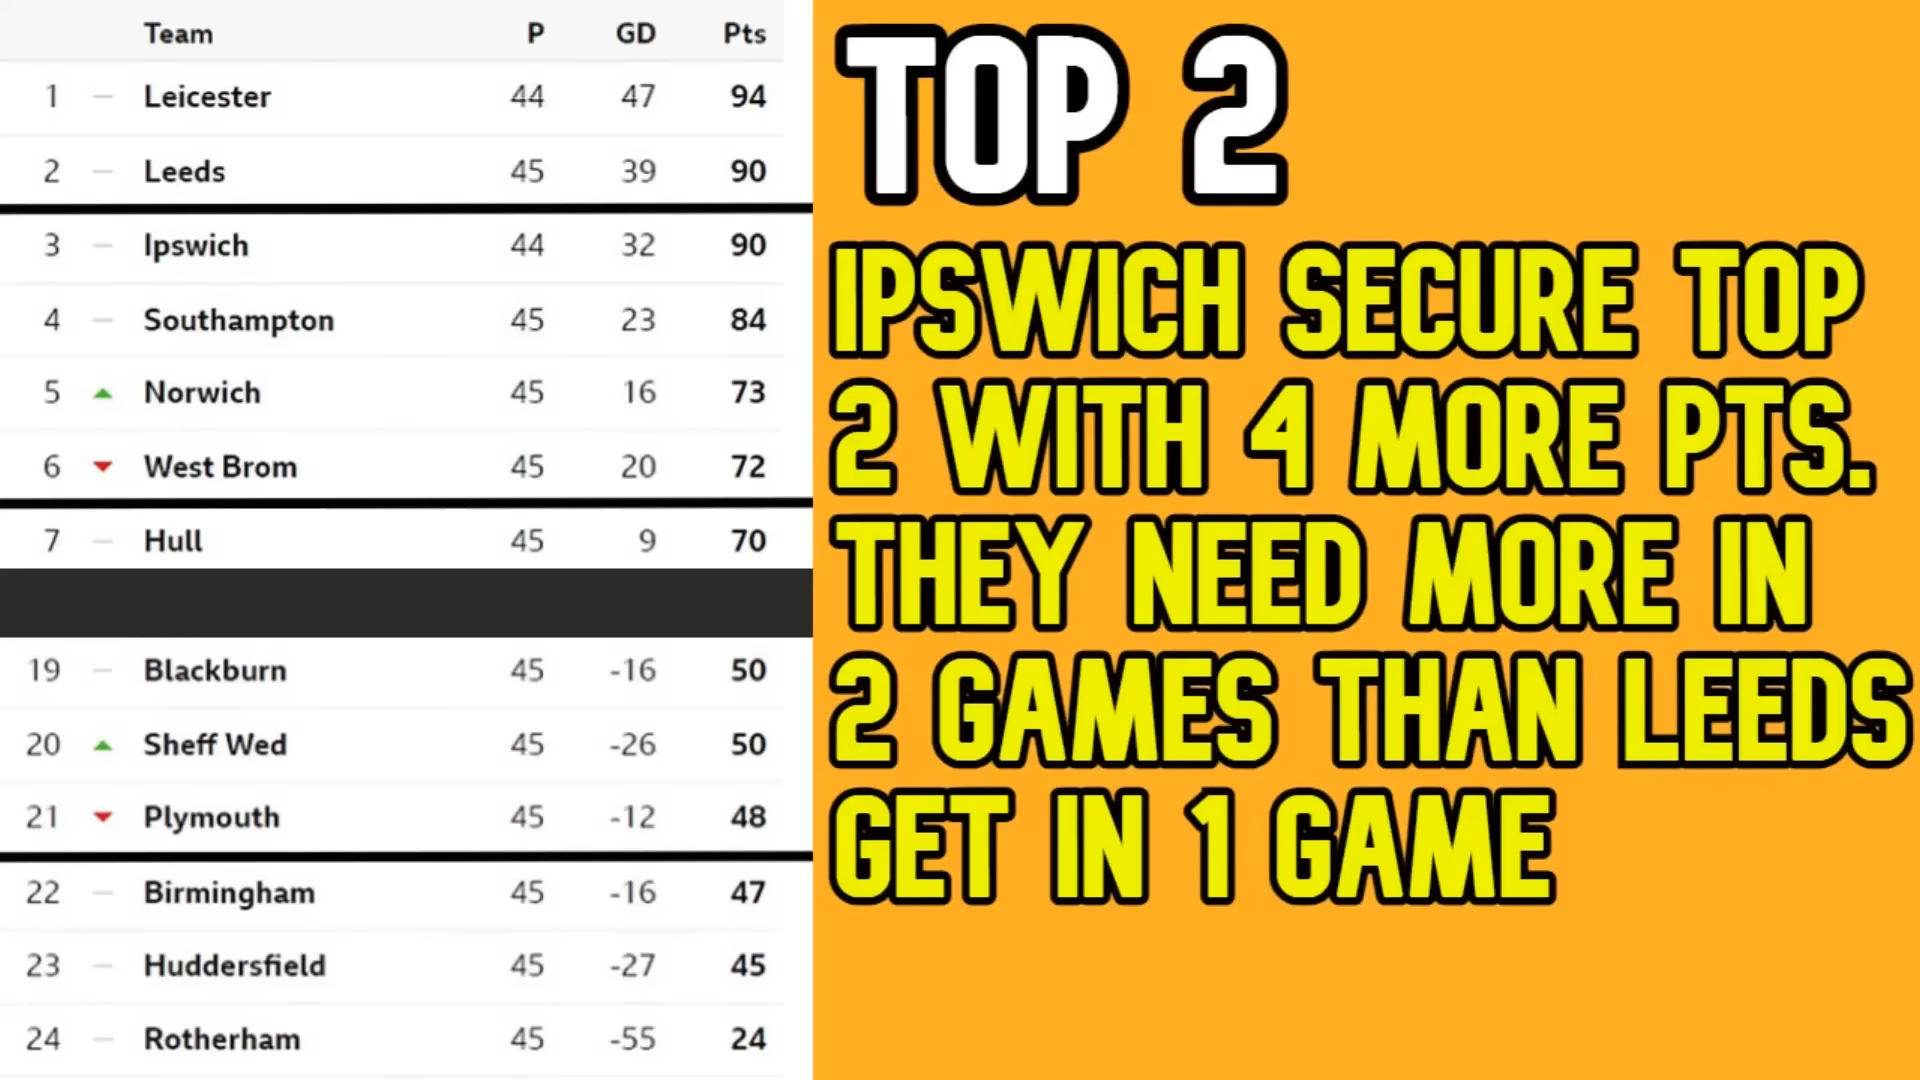 Team P GD Pts
1 – Leicester 44 47 94
2 – Leeds 45 39 90
3 – Ipswich 44 32 90
4 – Southampton 45 23 84
5 Norwich 45 16 73
6 West Brom 45 20 72
7 – Hull 45 9 70
19 – Blackburn 45 -16 50
20 Sheff Wed 45 -26 50
21 Plymouth 45 -12 48
22 – Birmingham 45 -16 47
23 – Huddersfield 45 -27 45
24 – Rotherham 45 -55 24
TOP 2
IPSWICH SECURE TOP
2 WITH 4 MORE PTS.
THEY NEED MORE IN
2 GAMES THAN LEEDS
GET IN 1 GAME